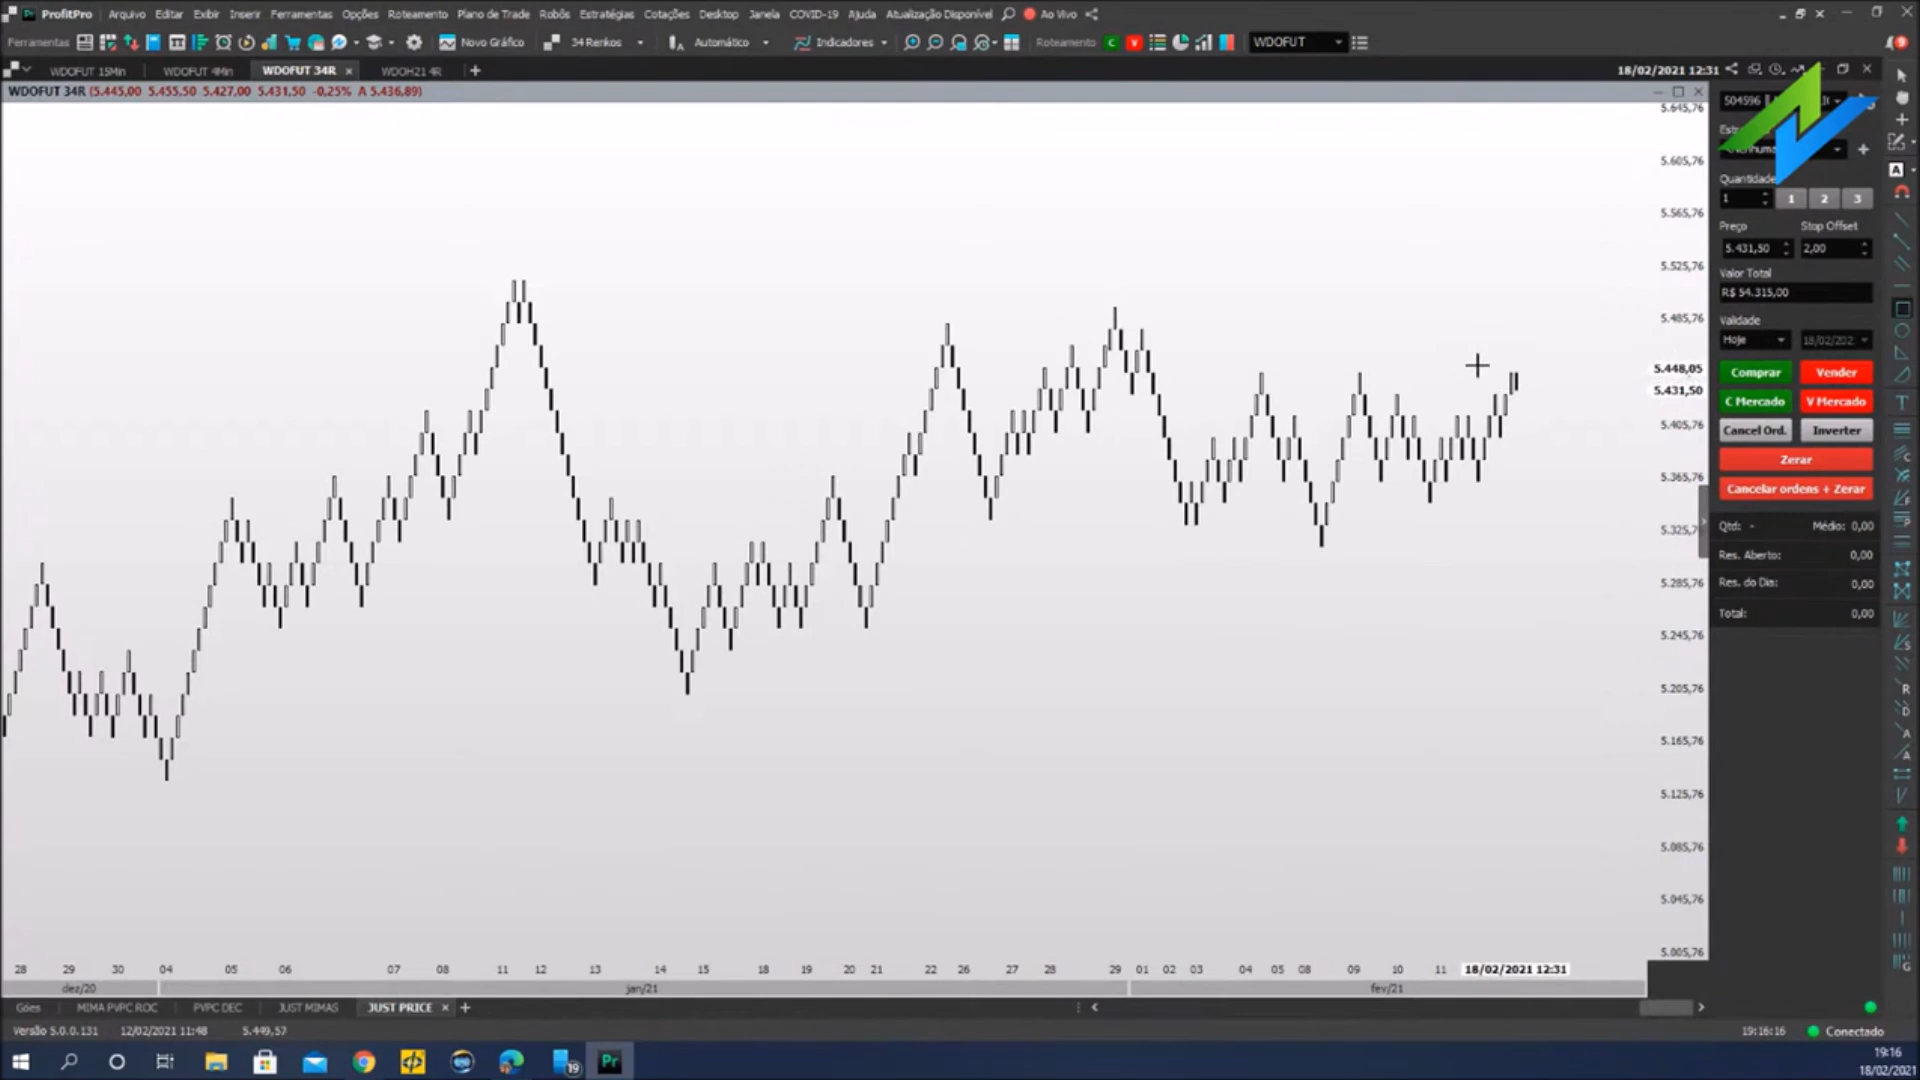 ProfitPro Arquivo Editar Exibir Inserir Ferramentas Opções Roteamento Plano de Trade Robôs Estratégias Cotações Desktop Janela COVID-19 Ajuda Atualização Disponível Ao Vivo
Ferramentas Novo Gráfico 34 Renkos Automático Indicadores Roteamento C V WDOFUT
WDOFUT 15Min WDOFUT 4Min WDOFUT 34R WDOH21 4R 18/02/2021 12:31
WDOFUT 34R (5.445,00 5.455,50 5.427,00 5.431,50 -0,25% A 5.436,89)
5.645,76
5.605,76
5.565,76
5.525,76
5.485,76
5.448,05
5.431,50
5.405,76
5.365,76
5.325,7
5.285,76
5.245,76
5.205,76
5.165,76
5.125,76
5.085,76
5.045,76
5.005,76
504596
Quantidade
1 1 2 3
Preço Stop Offset
5.431,50 2,00
Valor Total
R$ 54.315,00
Validade
Hoje 18/02/202
Comprar Vender
C Mercado V Mercado
Cancel Ord. Inverter
Zerar
Cancelar ordens + Zerar
Qtd: - Médio: 0,00
Res. Aberto: 0,00
Res. do Dia: 0,00
Total: 0,00
28 29 30 04 05 06 07 08 11 12 13 14 15 18 19 20 21 22 26 27 28 29 01 02 03 04 05 08 09 10 11 18/02/2021 12:31
dez/20 jan/21 fev/21
Góes MIMA PVPC ROC PVPC DEC JUST MIMAS JUST PRICE
Versão 5.0.0.131 12/02/2021 11:48 5.449,57 19:16:16 Conectado
19 Pr 19:16
18/02/2021